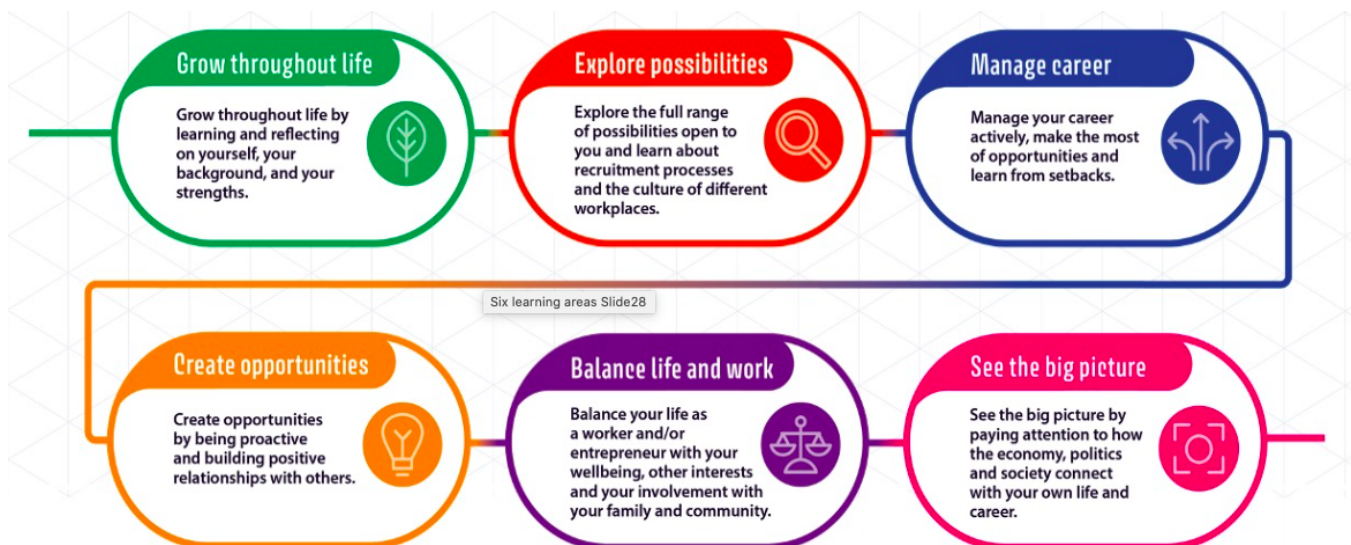 Grow throughout life
Grow throughout life by
learning and reflecting
on yourself, your
background, and your
strengths.
Explore possibilities
Explore the full range
of possibilities open to
you and learn about
recruitment processes
and the culture of different
workplaces.
Manage career
Manage your career
actively, make the most
of opportunities and
learn from setbacks.
Six learning areas Slide28
Create opportunities
Create opportunities
by being proactive
and building positive
relationships with others.
Balance life and work
Balance your life as
a worker and/or
entrepreneur with your
wellbeing, other interests
and your involvement with
your family and community.
See the big picture
See the big picture by
paying attention to how
the economy, politics
and society connect
with your own life and
career.